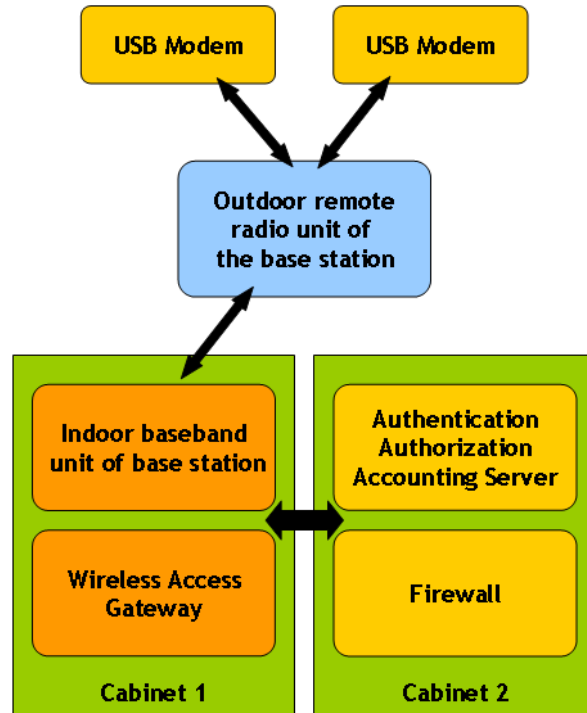 USB Modem
USB Modem
Outdoor remote
radio unit of
the base station
Indoor baseband
unit of base station
Wireless Access
Gateway
Cabinet 1
Authentication
Authorization
Accounting Server
Firewall
Cabinet 2